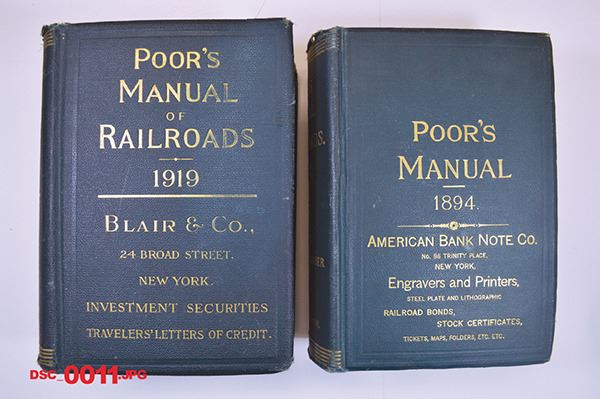 POOR'S
MANUAL
OF
RAILROADS
1919
BLAIR & CO.,
24 BROAD STREET.
NEW YORK.
INVESTMENT SECURITIES
TRAVELERS' LETTERS OF CREDIT.
POOR'S
MANUAL
1894.
AMERICAN BANK NOTE CO.
NO. 86 TRINITY PLACE,
NEW YORK,
Engravers and Printers,
STEEL PLATE AND LITHOGRAPHIC
RAILROAD BONDS,
STOCK CERTIFICATES,
TICKETS, MAPS, FOLDERS, ETC. ETC.
DSC_0011.JPG